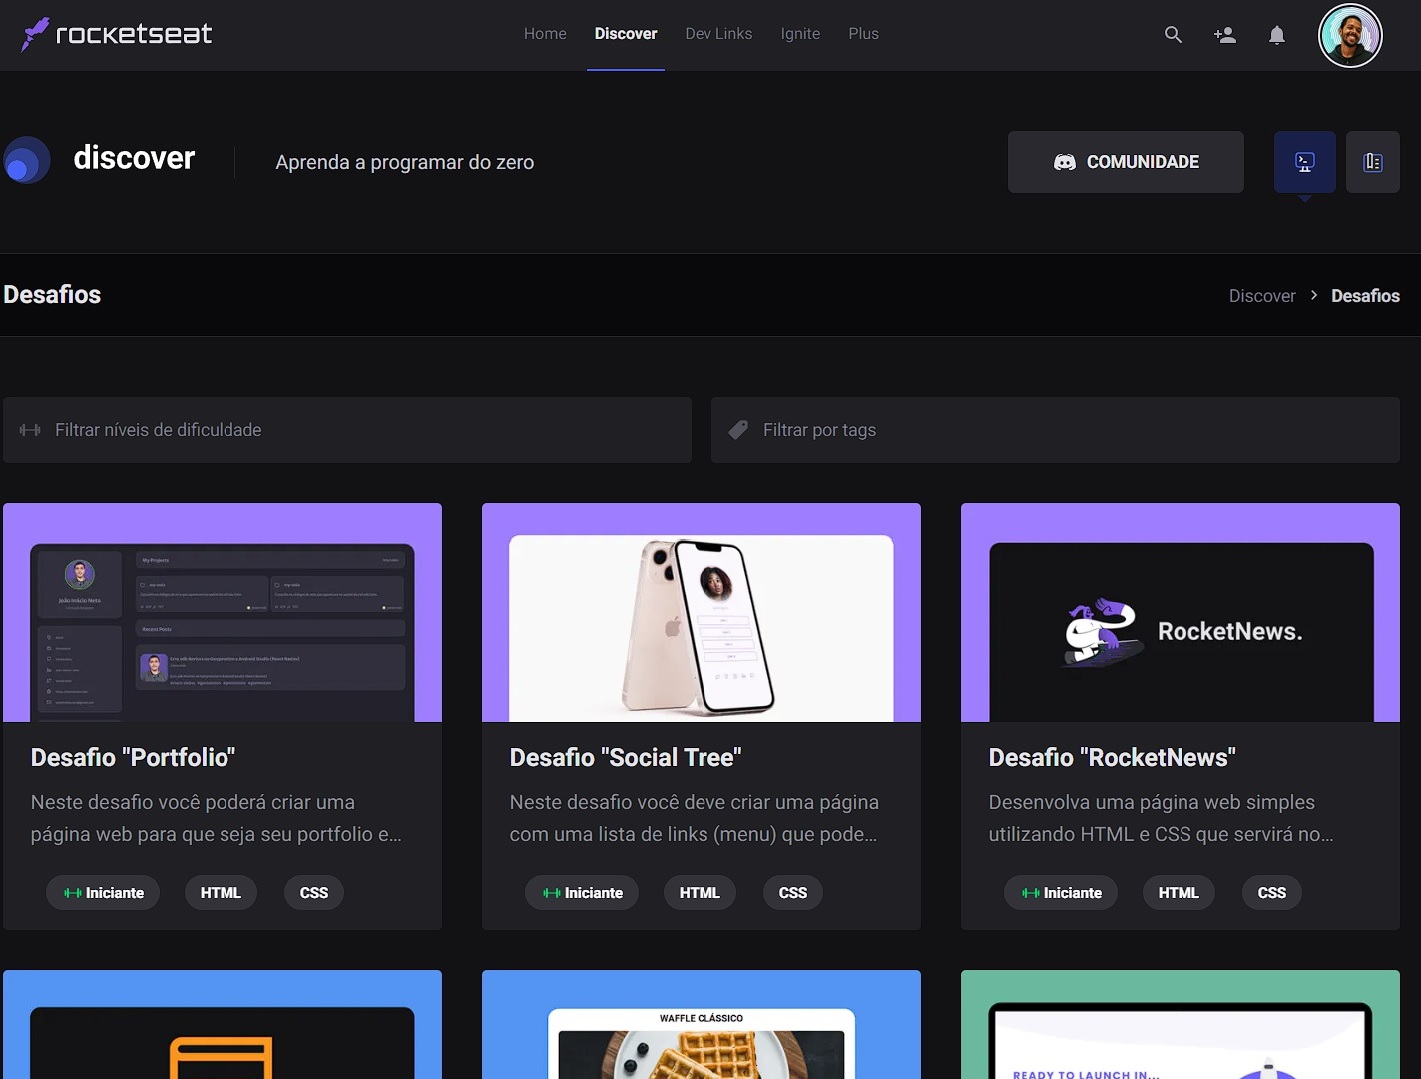 rocketseat
Home Discover Dev Links Ignite Plus
discover
Aprenda a programar do zero
COMUNIDADE
Desafios
Discover > Desafios
Filtrar níveis de dificuldade
Filtrar por tags
My Projects
João Inácio Neto
Recent Posts
RocketNews.
Desafio "Portfolio"
Neste desafio você poderá criar uma
página web para que seja seu portfolio e...
Iniciante HTML CSS
Desafio "Social Tree"
Neste desafio você deve criar uma página
com uma lista de links (menu) que pode...
Iniciante HTML CSS
Desafio "RocketNews"
Desenvolva uma página web simples
utilizando HTML e CSS que servirá no...
Iniciante HTML CSS
WAFFLE CLÁSSICO
READY TO LAUNCH IN...